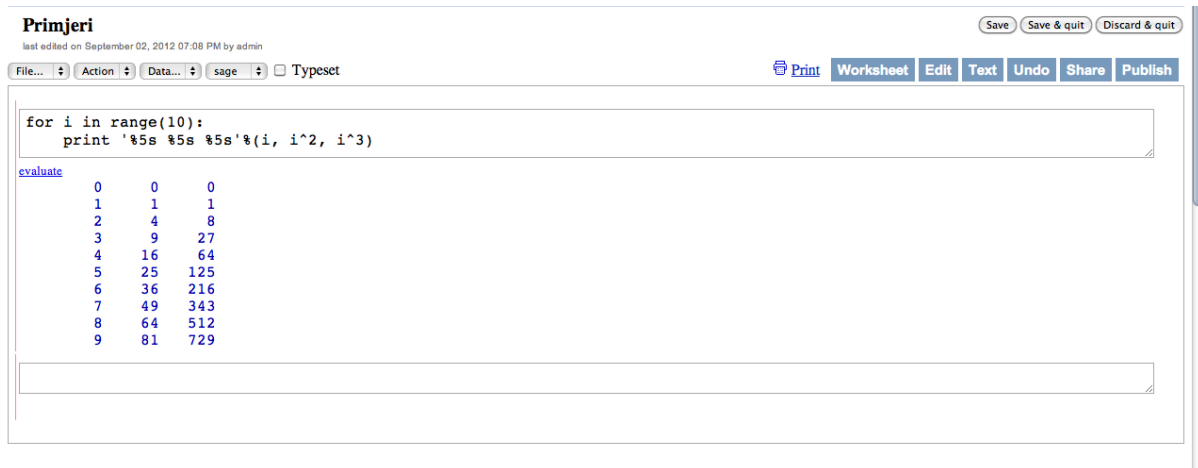 Primjeri
Save Save & quit Discard & quit
last edited on September 02, 2012 07:08 PM by admin
File... Action Data... sage Typeset Print Worksheet Edit Text Undo Share Publish
for i in range(10):
    print '%5s %5s %5s'%(i, i^2, i^3)
evaluate
0 0 0
1 1 1
2 4 8
3 9 27
4 16 64
5 25 125
6 36 216
7 49 343
8 64 512
9 81 729